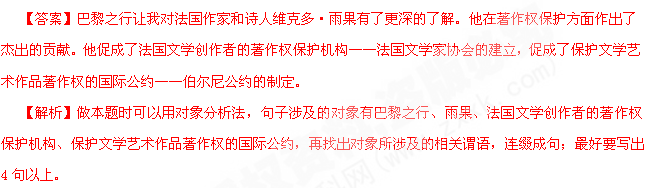 【答案】巴黎之行让我对法国作家和诗人维克多·雨果有了更深的了解。他在著作权保护方面作出了
杰出的贡献。他促成了法国文学创作者的著作权保护机构——法国文学家协会的建立，促成了保护文学艺
术作品著作权的国际公约——伯尔尼公约的制定。
【解析】做本题时可以用对象分析法，句子涉及的对象有巴黎之行、雨果、法国文学创作者的著作权
保护机构、保护文学艺术作品著作权的国际公约，再找出对象所涉及的相关谓语，连缀成句；最好要写出
4 句以上。